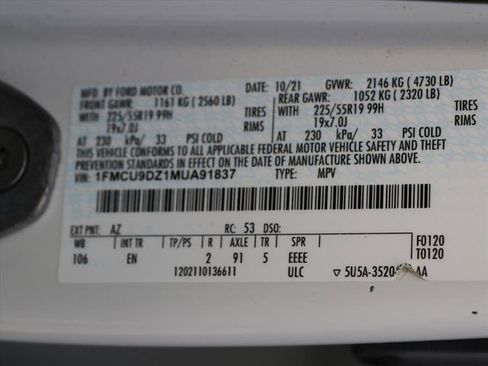 MFD. BY FORD MOTOR CO.
DATE: 10/21 GVWR: 2146 KG ( 4730 LB)
FRONT GAWR: 1161 KG ( 2560 LB) REAR GAWR: 1052 KG ( 2320 LB)
WITH 225/55R19 99H TIRES WITH 225/55R19 99H TIRES
19x7.0J RIMS 19x7.0J RIMS
AT 230 kPa/ 33 PSI COLD AT 230 kPa/ 33 PSI COLD
THIS VEHICLE CONFORMS TO ALL APPLICABLE FEDERAL MOTOR VEHICLE SAFETY AND THEFT
PREVENTION STANDARDS IN EFFECT ON THE DATE OF MANUFACTURE SHOWN ABOVE.
VIN: 1FMCU9DZ1MUA91837 TYPE: MPV
EXT PNT: AZ RC: 53 DSO: F0120
WB INT TR TP/PS R AXLE TR SPR T0120
106 EN 2 91 5 EEEE
1202110136611 ULC ▽ 5U5A-3520 AA
F